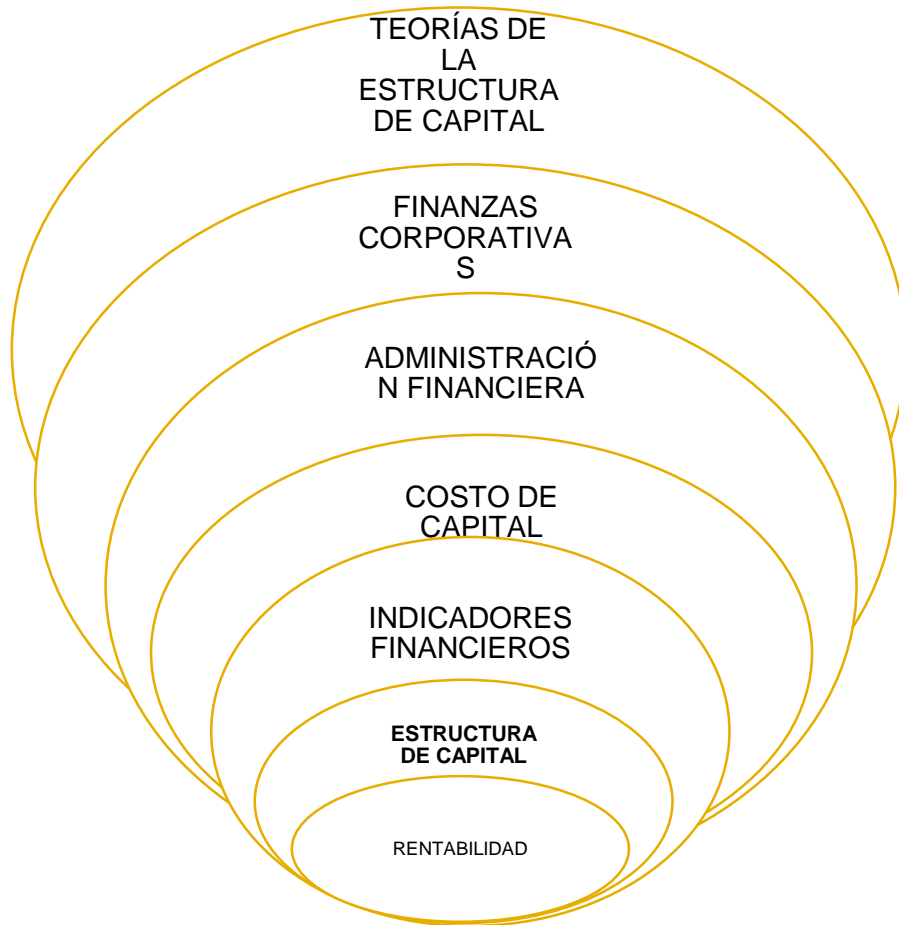 TEORÍAS DE
LA
ESTRUCTURA
DE CAPITAL
FINANZAS
CORPORATIVA
S
ADMINISTRACIÓ
N FINANCIERA
COSTO DE
CAPITAL
INDICADORES
FINANCIEROS
ESTRUCTURA
DE CAPITAL
RENTABILIDAD